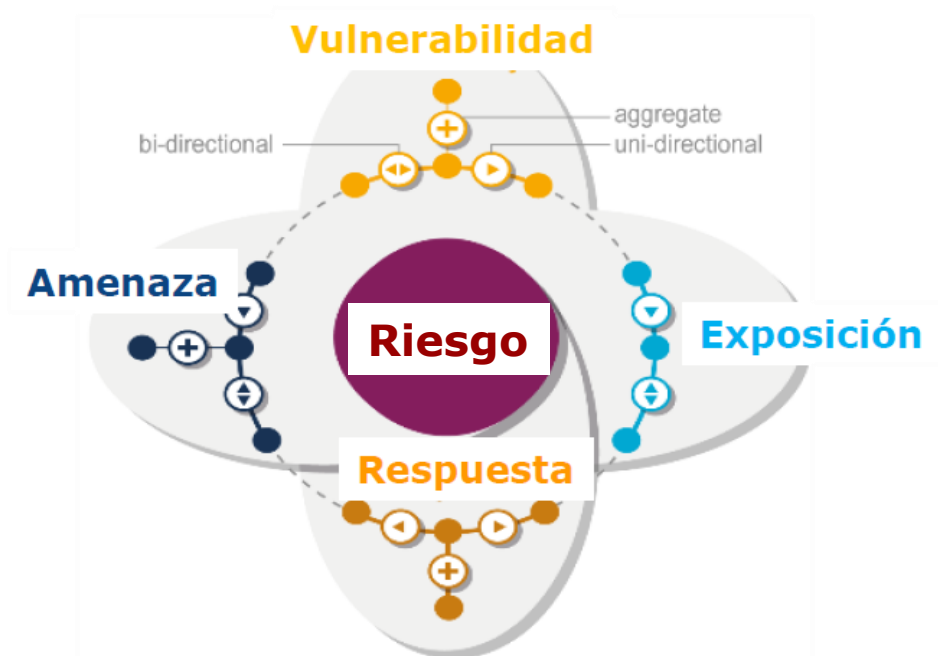 Vulnerabilidad
aggregate
bi-directional
uni-directional
Amenaza
Riesgo
Exposición
Respuesta